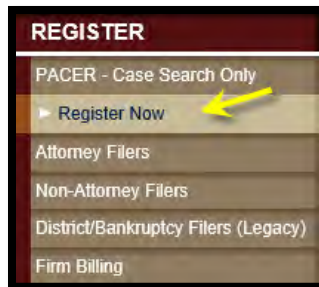 REGISTER
PACER - Case Search Only
Register Now
Attorney Filers
Non-Attorney Filers
District/Bankruptcy Filers (Legacy)
Firm Billing